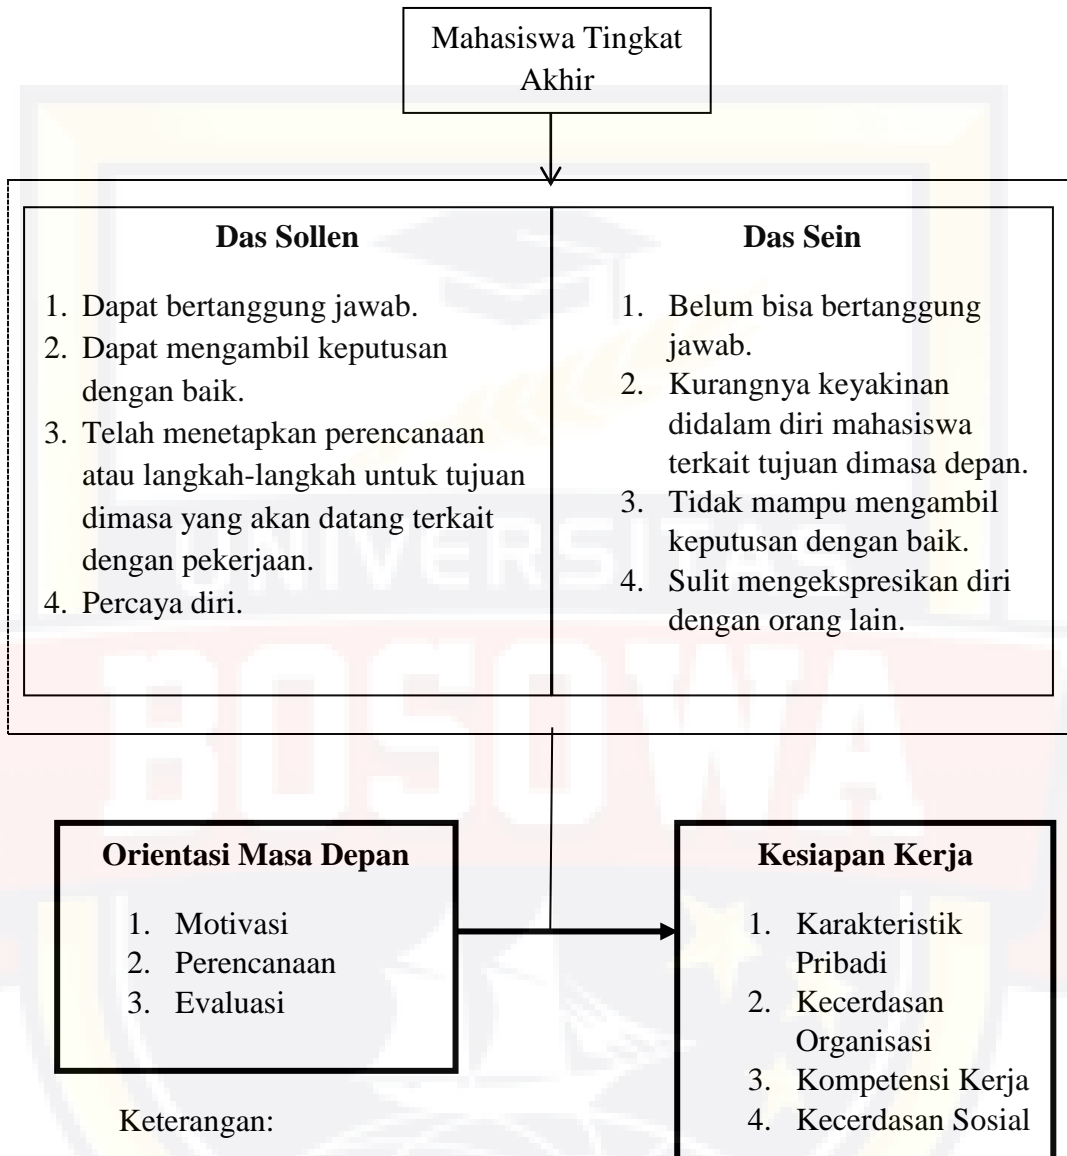 Mahasiswa Tingkat
Akhir
Das Sollen
1. Dapat bertanggung jawab.
2. Dapat mengambil keputusan
dengan baik.
3. Telah menetapkan perencanaan
atau langkah-langkah untuk tujuan
dimasa yang akan datang terkait
dengan pekerjaan.
4. Percaya diri.
Das Sein
1. Belum bisa bertanggung
jawab.
2. Kurangnya keyakinan
didalam diri mahasiswa
terkait tujuan dimasa depan.
3. Tidak mampu mengambil
keputusan dengan baik.
4. Sulit mengekspresikan diri
dengan orang lain.
UNIVERSITAS
BOSOWA
Orientasi Masa Depan
1. Motivasi
2. Perencanaan
3. Evaluasi
Kesiapan Kerja
1. Karakteristik
Pribadi
2. Kecerdasan
Organisasi
3. Kompetensi Kerja
4. Kecerdasan Sosial
Keterangan: